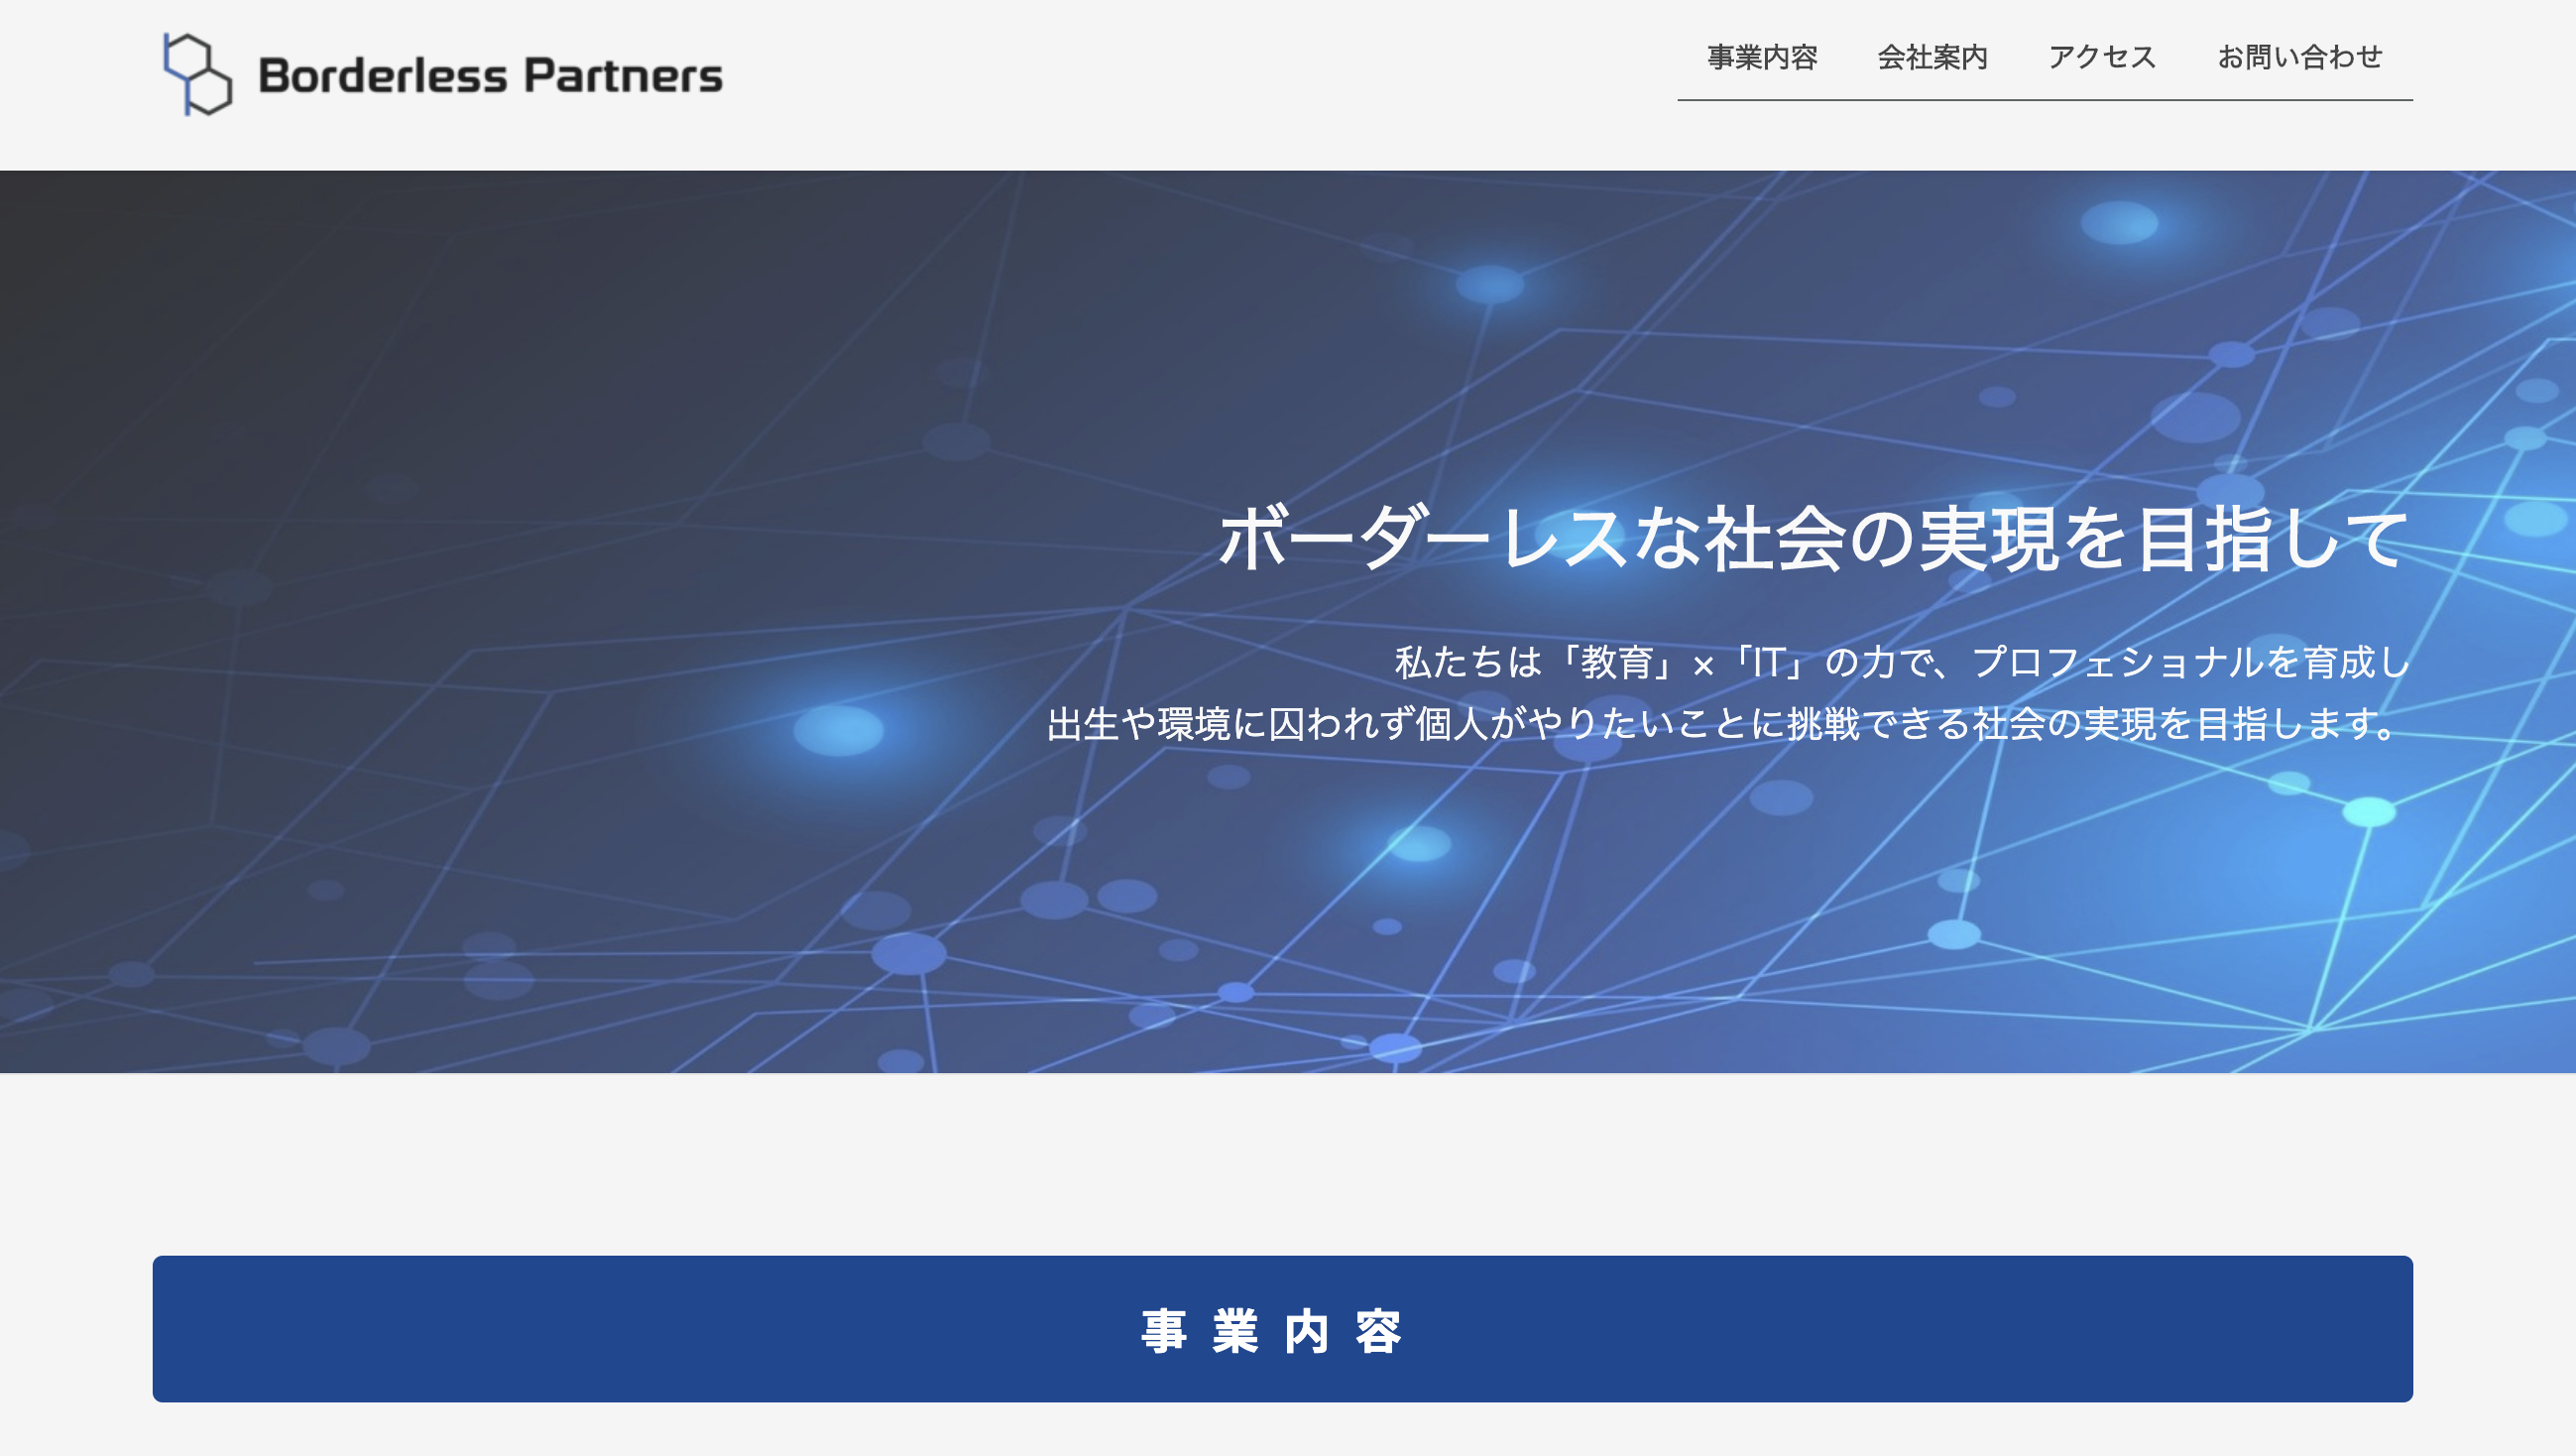 Borderless Partners
事業内容 会社案内 アクセス お問い合わせ
ボーダーレスな社会の実現を目指して
私たちは「教育」×「IT」の力で、プロフェショナルを育成し
出生や環境に囚われず個人がやりたいことに挑戦できる社会の実現を目指します。
事業内容